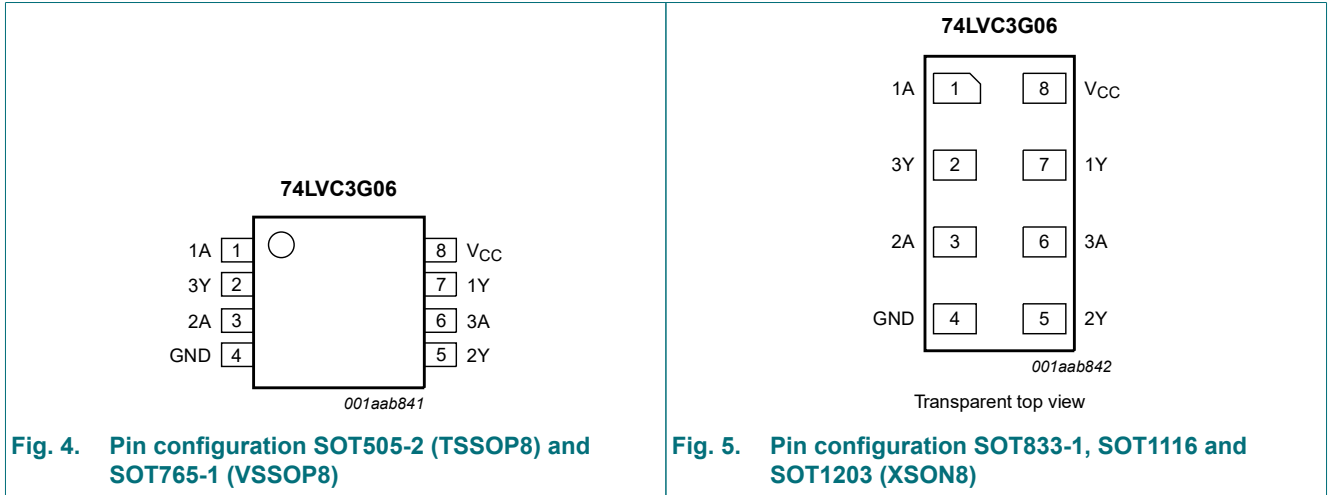 74LVC3G06
1A 1 8 VCC
3Y 2 7 1Y
2A 3 6 3A
GND 4 5 2Y
001aab841
Fig. 4. Pin configuration SOT505-2 (TSSOP8) and
SOT765-1 (VSSOP8)
74LVC3G06
1A 1 8 VCC
3Y 2 7 1Y
2A 3 6 3A
GND 4 5 2Y
001aab842
Transparent top view
Fig. 5. Pin configuration SOT833-1, SOT1116 and
SOT1203 (XSON8)